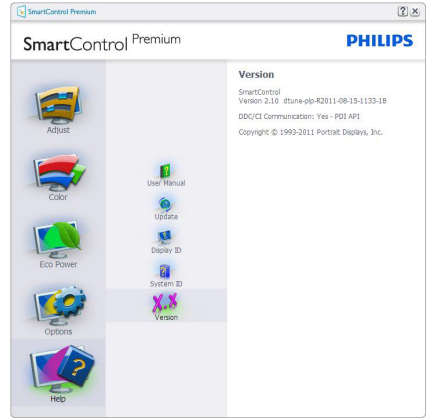 SmartControl Premium
? ×
SmartControl Premium
PHILIPS
Adjust
Color
Eco Power
Options
Help
User Manual
Update
Display ID
System ID
X.X
Version
Version
SmartControl
Version 2.10 dtune-plp-R2011-08-15-1133-18
DDC/CI Communication: Yes - PDI API
Copyright © 1993-2011 Portrait Displays, Inc.